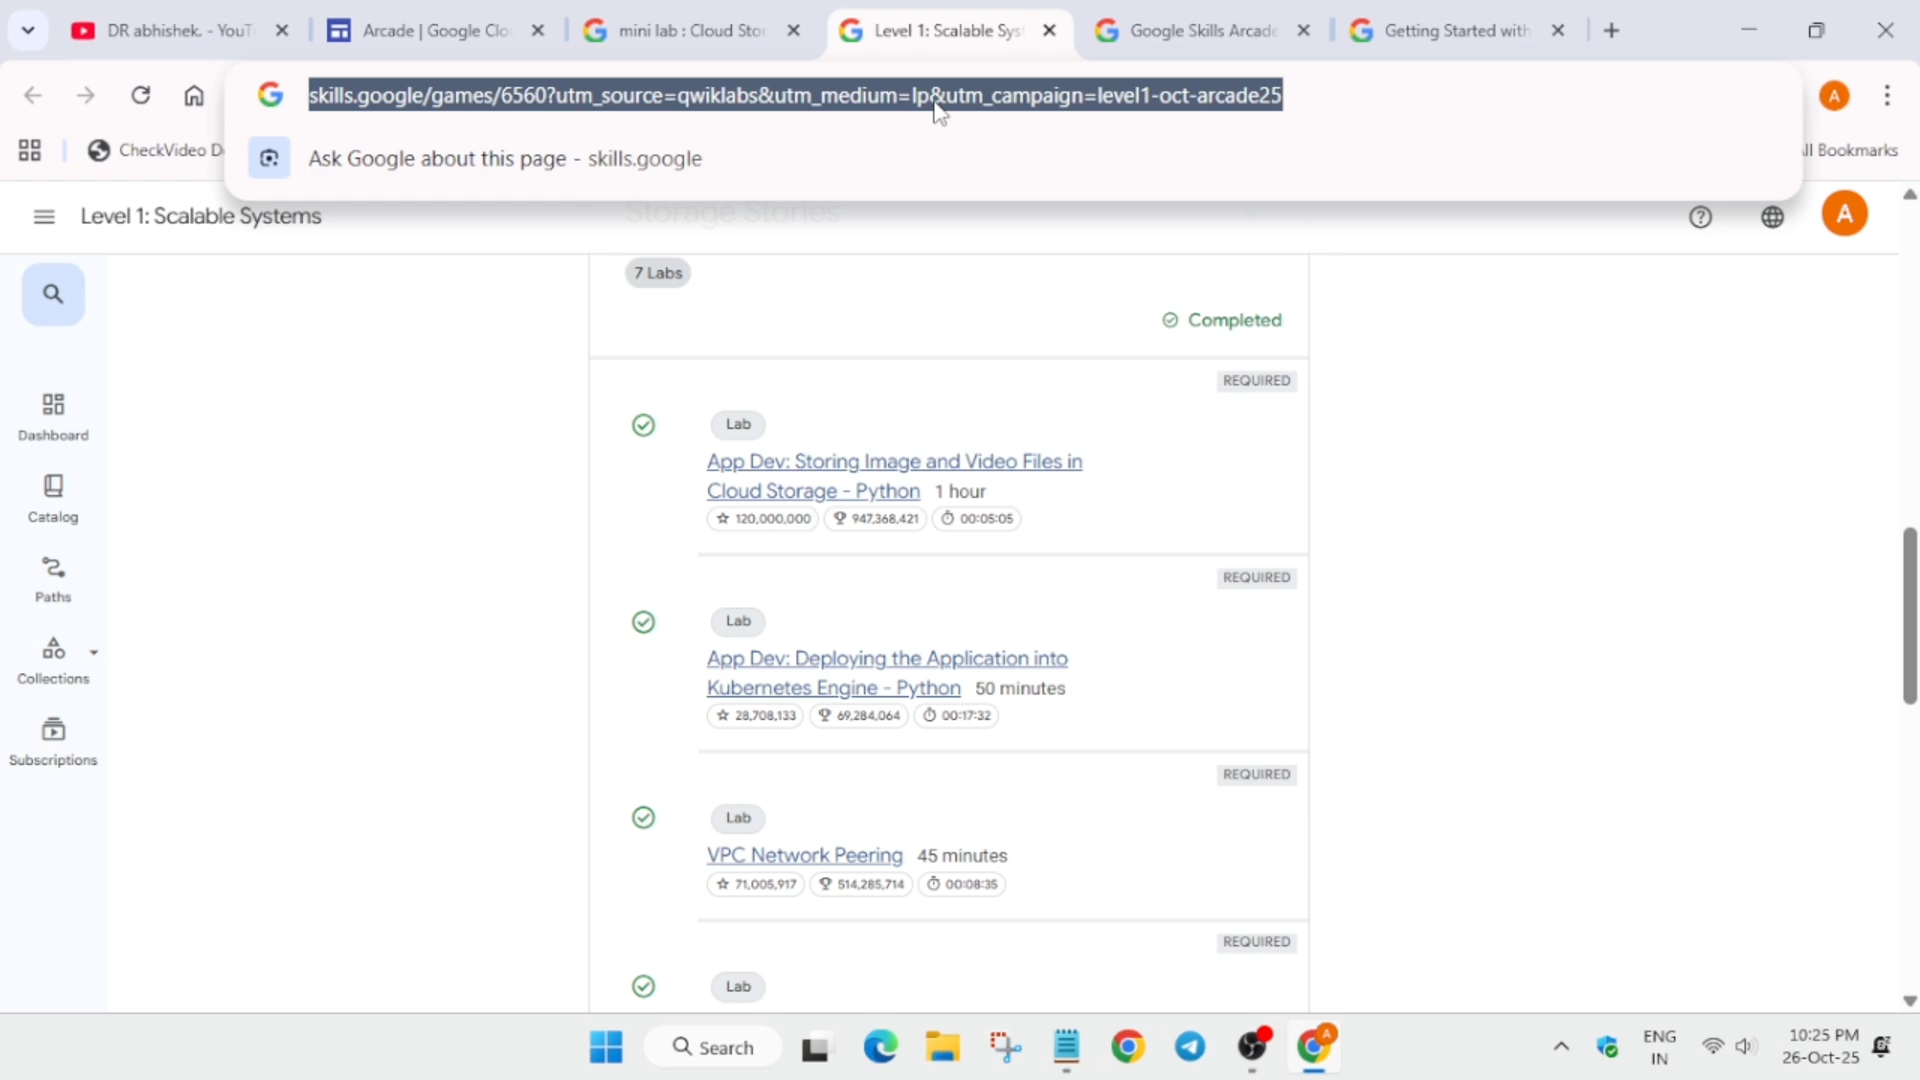 DR abhishek. - YouT
Arcade | Google Clo
mini lab : Cloud Stor
Level 1: Scalable Sys
Google Skills Arcade
Getting Started with
skills.google/games/6560?utm_source=qwiklabs&utm_medium=lp&utm_campaign=level1-oct-arcade25
A
CheckVideo D
Ask Google about this page - skills.google
All Bookmarks
Level 1: Scalable Systems
Storage Stories
A
7 Labs
Completed
REQUIRED
Lab
App Dev: Storing Image and Video Files in
Cloud Storage - Python 1 hour
120,000,000 947,368,421 00:05:05
REQUIRED
Lab
App Dev: Deploying the Application into
Kubernetes Engine - Python 50 minutes
28,708,133 69,284,064 00:17:32
REQUIRED
Lab
VPC Network Peering 45 minutes
71,005,917 514,285,714 00:08:35
REQUIRED
Lab
Dashboard
Catalog
Paths
Collections
Subscriptions
Search
A
ENG
IN
10:25 PM
26-Oct-25